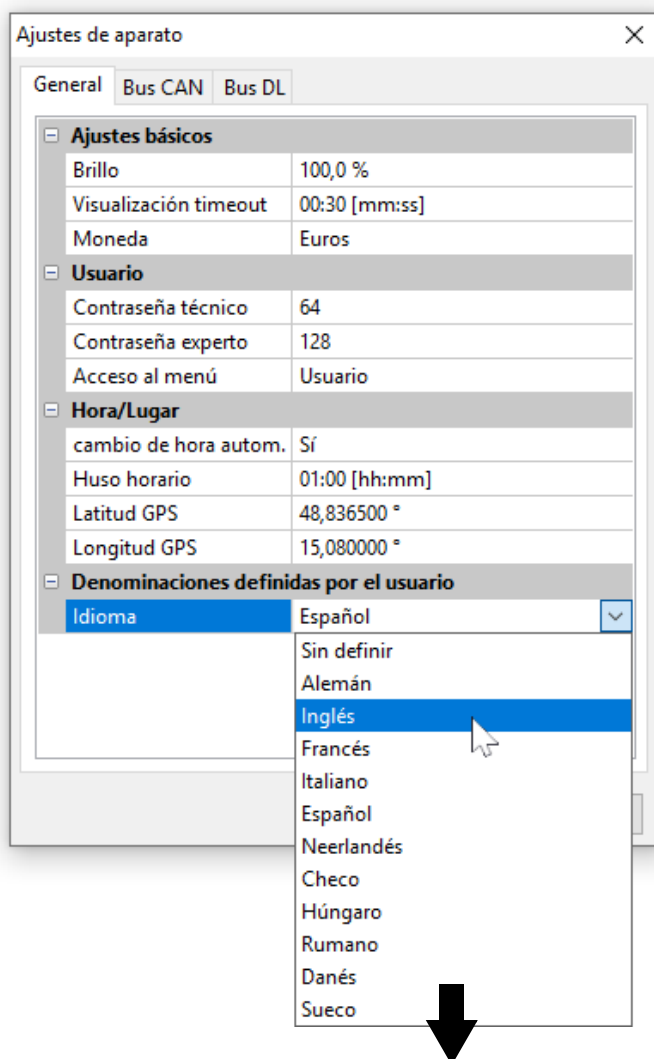 Ajustes de aparato
General Bus CAN Bus DL
Ajustes básicos
Brillo 100,0 %
Visualización timeout 00:30 [mm:ss]
Moneda Euros
Usuario
Contraseña técnico 64
Contraseña experto 128
Acceso al menú Usuario
Hora/Lugar
cambio de hora autom. Sí
Huso horario 01:00 [hh:mm]
Latitud GPS 48,836500 °
Longitud GPS 15,080000 °
Denominaciones definidas por el usuario
Idioma Español
Sin definir
Alemán
Inglés
Francés
Italiano
Español
Neerlandés
Checo
Húngaro
Rumano
Danés
Sueco